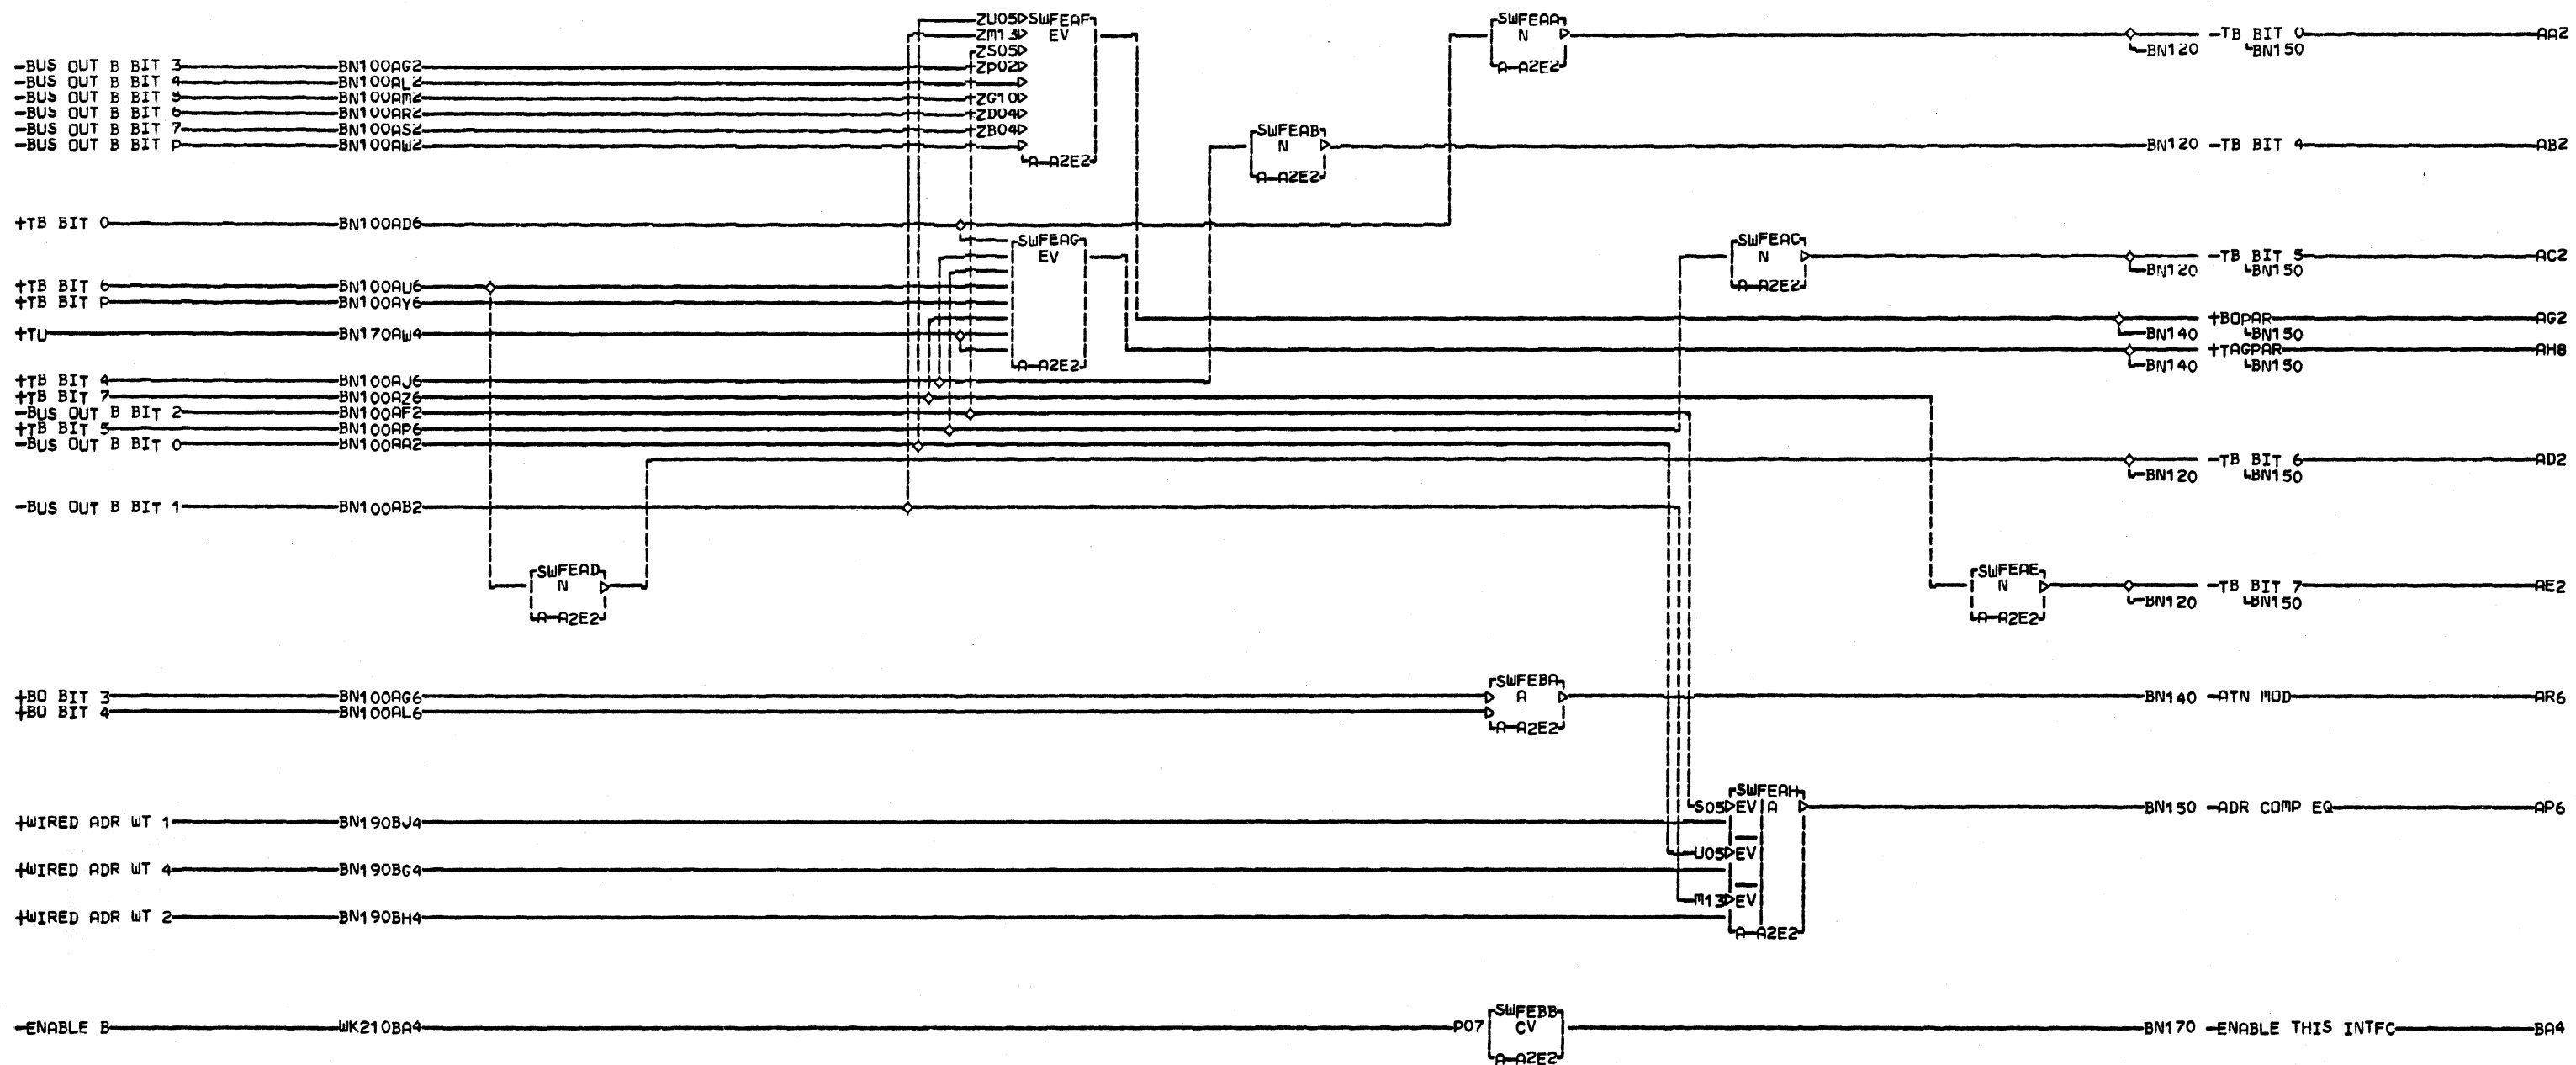 ZU05 SWFEAF SWFEAA
ZM13 EV N -TB BIT 0 AA2
ZS05 BN120 BN150
-BUS OUT B BIT 3 BN100AG2 ZP02 A-A2E2
-BUS OUT B BIT 4 BN100AL2
-BUS OUT B BIT 5 BN100AM2 ZG10
-BUS OUT B BIT 6 BN100AR2 ZD04
-BUS OUT B BIT 7 BN100AS2 ZB04 SWFEAB
-BUS OUT B BIT P BN100AW2 N BN120 -TB BIT 4 AB2
A-A2E2
A-A2E2
+TB BIT 0 BN100AD6
SWFEAG SWFEAC
EV N -TB BIT 5 AC2
BN120 BN150
+TB BIT 6 BN100AU6 A-A2E2
+TB BIT P BN100AY6
+BOPAR AG2
+TU BN170AW4 BN140 BN150
+TAGPAR AH8
A-A2E2 BN140 BN150
+TB BIT 4 BN100AJ6
+TB BIT 7 BN100AZ6
-BUS OUT B BIT 2 BN100AF2
+TB BIT 5 BN100AP6
-BUS OUT B BIT 0 BN100AA2
-TB BIT 6 AD2
BN120 BN150
-BUS OUT B BIT 1 BN100AB2
SWFEAD SWFEAE
N N -TB BIT 7 AE2
BN120 BN150
A-A2E2 A-A2E2
SWFEBA
+BO BIT 3 BN100AG6 A BN140 -ATN MOD AR6
+BO BIT 4 BN100AL6
A-A2E2
SWFEAH
S05 EV A BN150 -ADR COMP EQ AP6
+WIRED ADR WT 1 BN190BJ4
U05 EV
+WIRED ADR WT 4 BN190BG4
M13 EV
+WIRED ADR WT 2 BN190BH4
A-A2E2
SWFEBB
-ENABLE B WK210BA4 P07 CV BN170 -ENABLE THIS INTFC BA4
A-A2E2